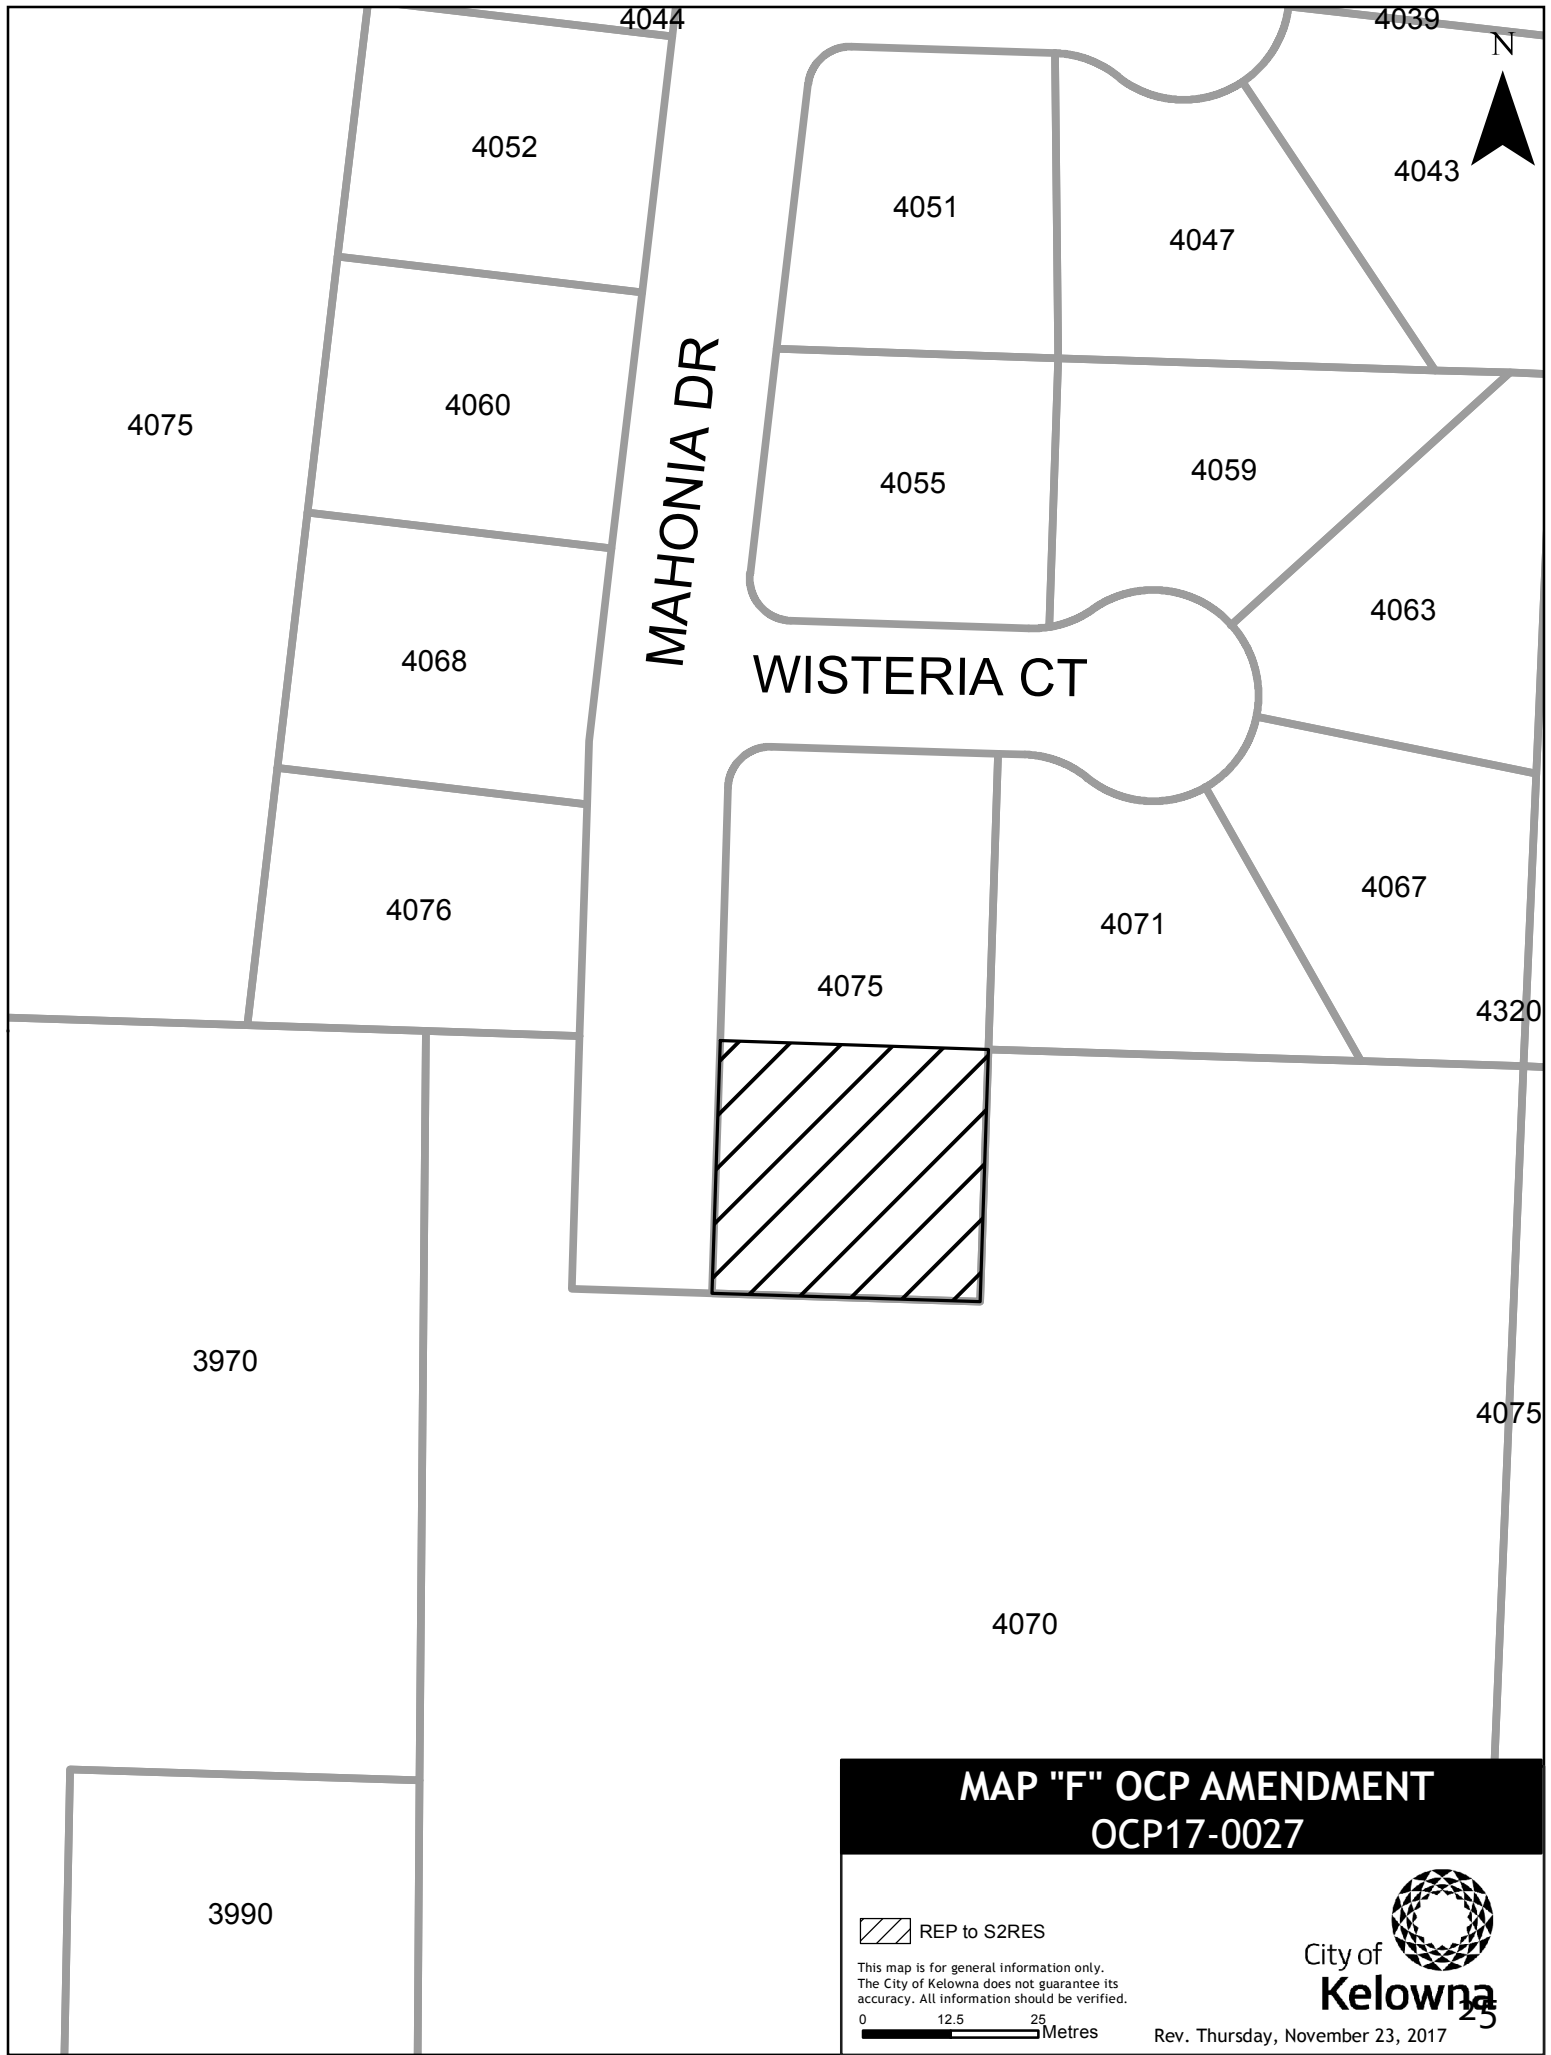 4044
4039
N
4052
4043
4051
4047
4060
4075
4059
4055
MAHONIA DR
4063
4068
WISTERIA CT
4067
4076
4071
4075
4320
3970
4075
4070
3990
MAP "F" OCP AMENDMENT
OCP17-0027
REP to S2RES
This map is for general information only.
The City of Kelowna does not guarantee its
accuracy. All information should be verified.
0 12.5 25
Metres
City of
Kelowna
25
Rev. Thursday, November 23, 2017